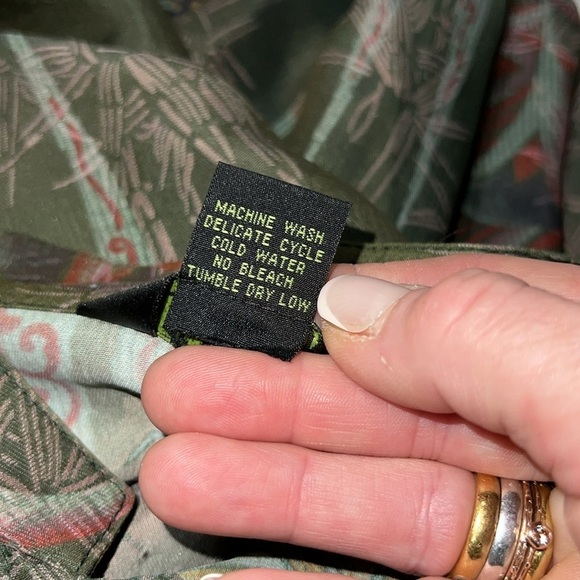 MACHINE WASH
DELICATE CYCLE
COLD WATER
NO BLEACH
TUMBLE DRY LOW